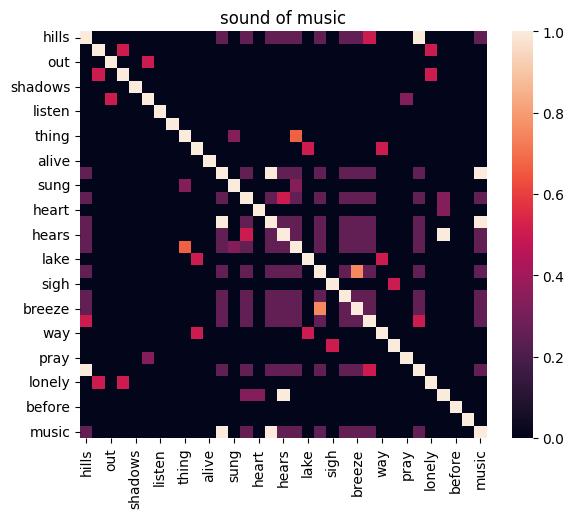 sound of music
hills
out
shadows
listen
thing
alive
sung
heart
hears
lake
sigh
breeze
way
pray
lonely
before
music
hills
out
shadows
listen
thing
alive
sung
heart
hears
lake
sigh
breeze
way
pray
lonely
before
music
1.0
0.8
0.6
0.4
0.2
0.0